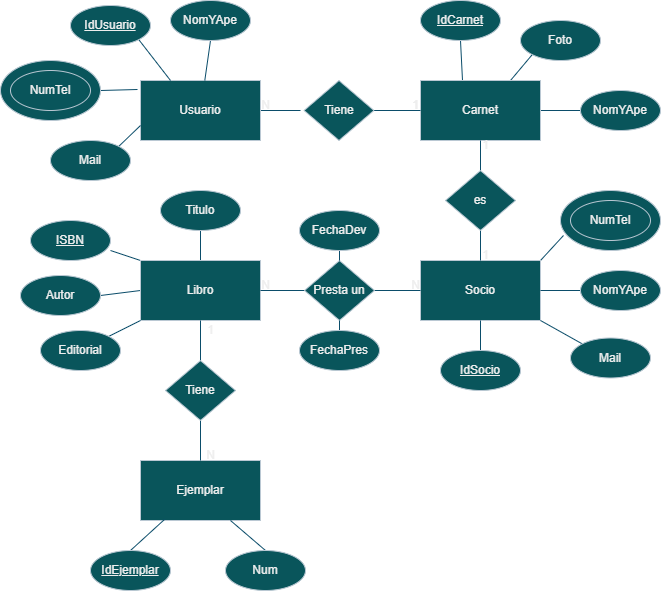 IdUsuario
NomYApe
IdCarnet
Foto
NumTel
Usuario
N
Tiene
1
Carnet
NomYApe
Mail
1
es
Titulo
NumTel
FechaDev
ISBN
1
Autor
Libro
N
Presta un
N
Socio
NomYApe
Editorial
1
FechaPres
Mail
IdSocio
Tiene
N
Ejemplar
IdEjemplar
Num